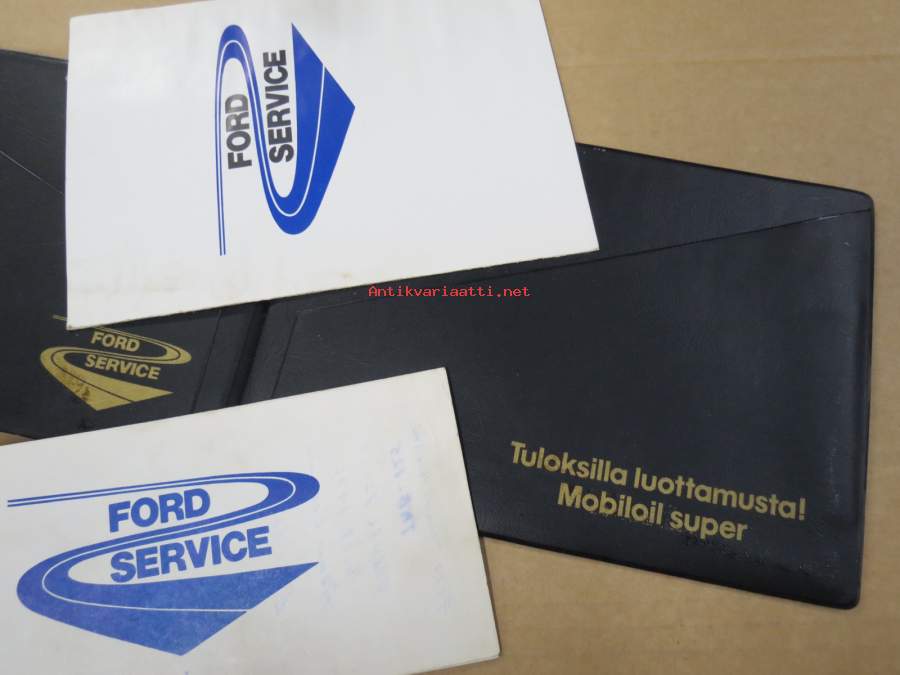 FORD
SERVICE
Antikvariaatti.net
FORD
SERVICE
Tuloksilla luottamusta!
Mobiloil super
FORD
SERVICE